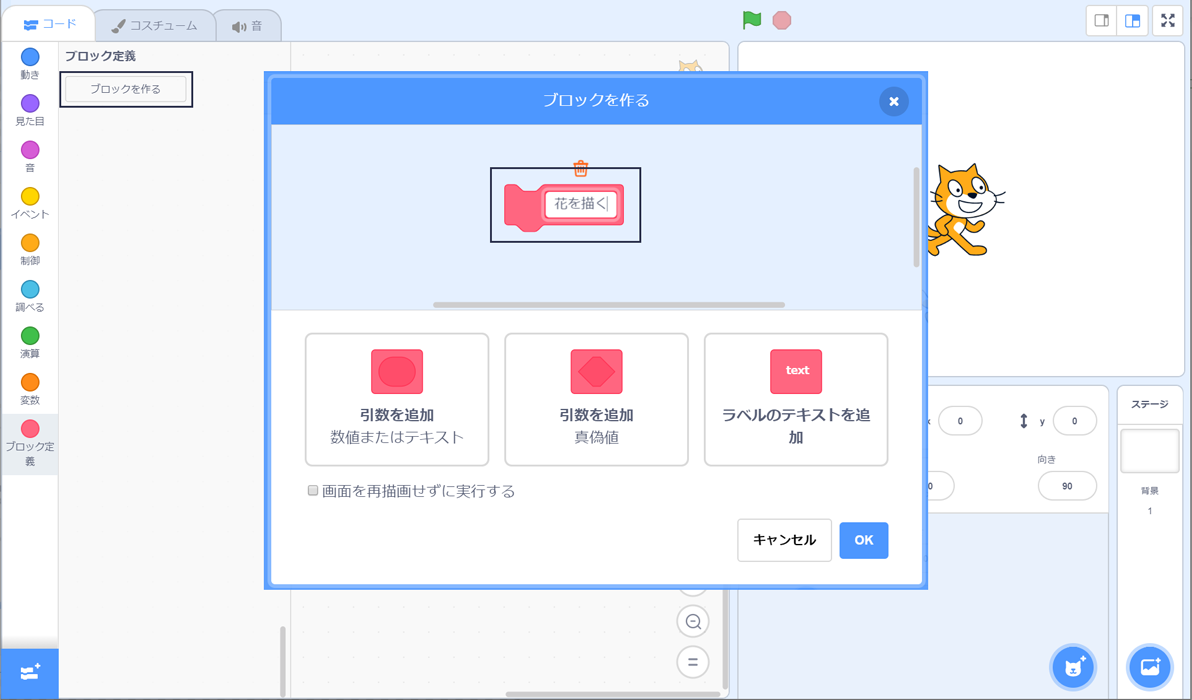 コード
コスチューム
音
動き
見た目
音
イベント
制御
調べる
演算
変数
ブロック定
義
ブロック定義
ブロックを作る
ブロックを作る
花を描く
引数を追加
数値またはテキスト
引数を追加
真偽値
text
ラベルのテキストを追
加
画面を再描画せずに実行する
キャンセル
OK
x
0
y
0
向き
0
90
ステージ
背景
1